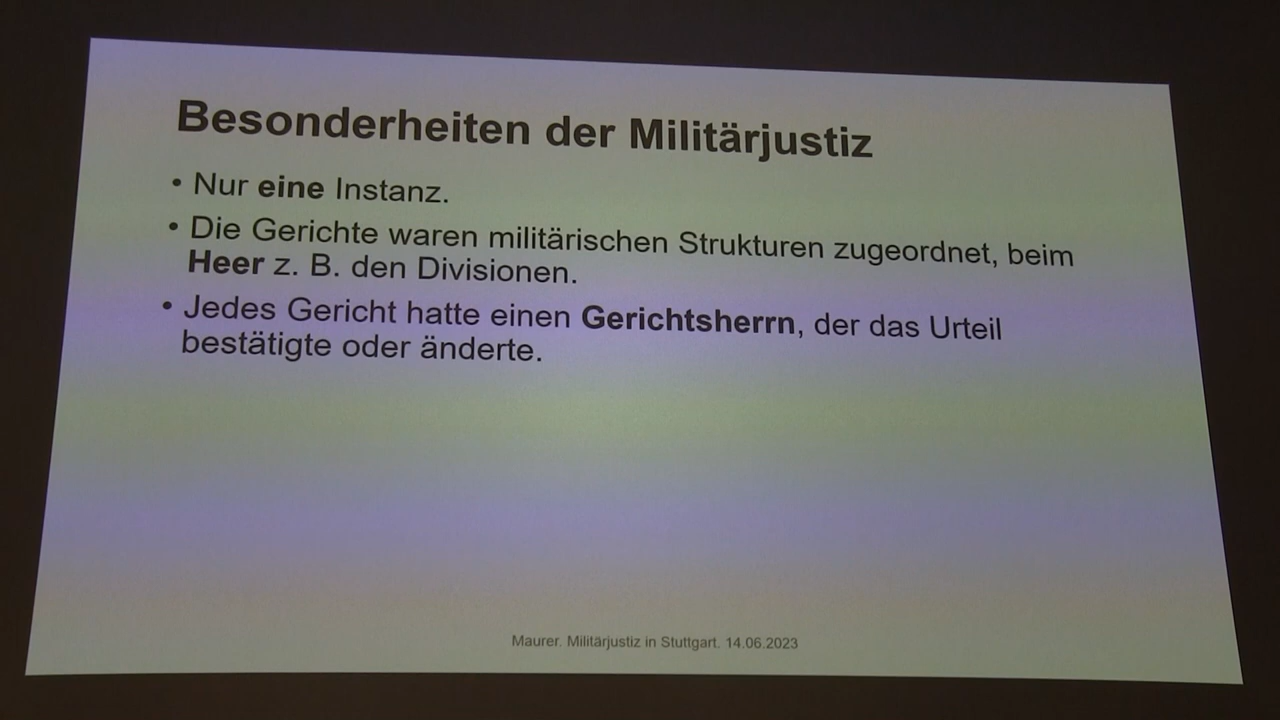 Besonderheiten der Militärjustiz
• Nur eine Instanz.
• Die Gerichte waren militärischen Strukturen zugeordnet, beim
Heer z. B. den Divisionen.
• Jedes Gericht hatte einen Gerichtsherrn, der das Urteil
bestätigte oder änderte.
Maurer. Militärjustiz in Stuttgart. 14.06.2023